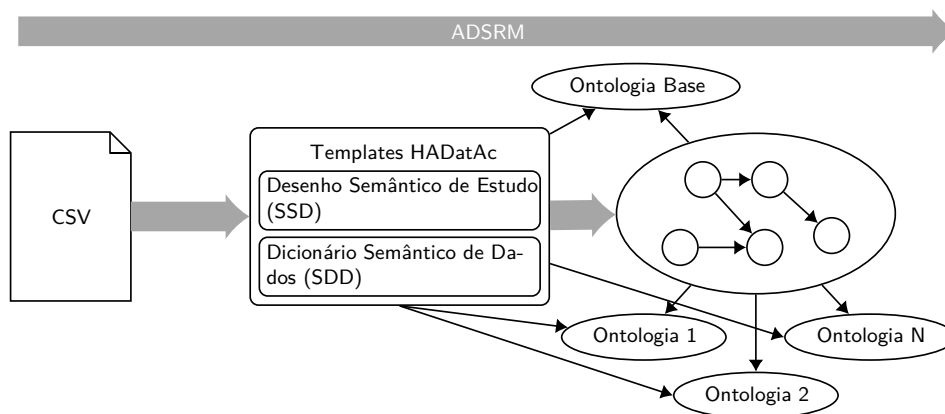 ADSRM
Ontologia Base
Templates HADatAc
CSV
Desenho Semântico de Estudo
(SSD)
Dicionário Semântico de Da-
dos (SDD)
Ontologia 1
Ontologia N
Ontologia 2